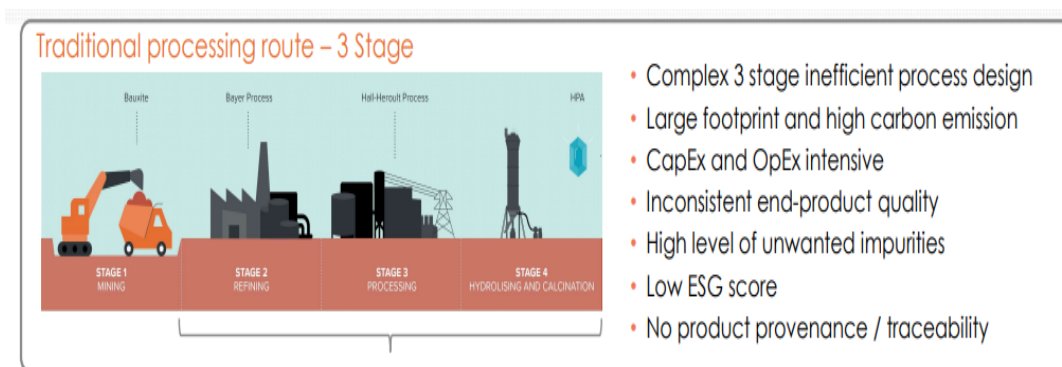 Traditional processing route – 3 Stage
Bauxite
Bayer Process
Hall-Heroult Process
HPA
STAGE 1
MINING
STAGE 2
REFINING
STAGE 3
PROCESSING
STAGE 4
HYDROLISING AND CALCINATION
• Complex 3 stage inefficient process design
• Large footprint and high carbon emission
• CapEx and OpEx intensive
• Inconsistent end-product quality
• High level of unwanted impurities
• Low ESG score
• No product provenance / traceability